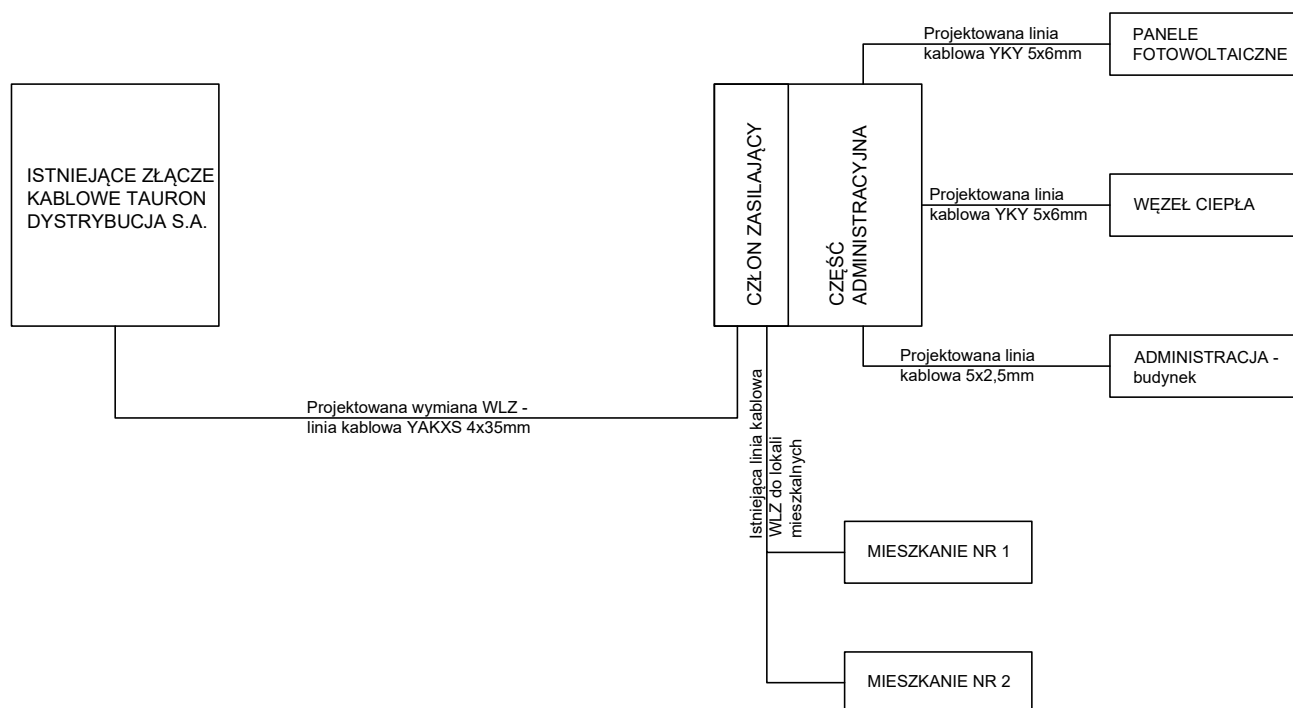 Projektowana linia
kablowa YKY 5x6mm
PANELE
FOTOWOLTAICZNE
ISTNIEJĄCE ZŁĄCZE
KABLOWE TAURON
DYSTRYBUCJA S.A.
CZŁON ZASILAJĄCY
CZĘŚĆ
ADMINISTRACYJNA
Projektowana linia
kablowa YKY 5x6mm
WĘZEŁ CIEPŁA
Projektowana linia
kablowa 5x2,5mm
ADMINISTRACJA -
budynek
Projektowana wymiana WLZ -
linia kablowa YAKXS 4x35mm
Istniejąca linia kablowa
WLZ do lokali
mieszkalnych
MIESZKANIE NR 1
MIESZKANIE NR 2